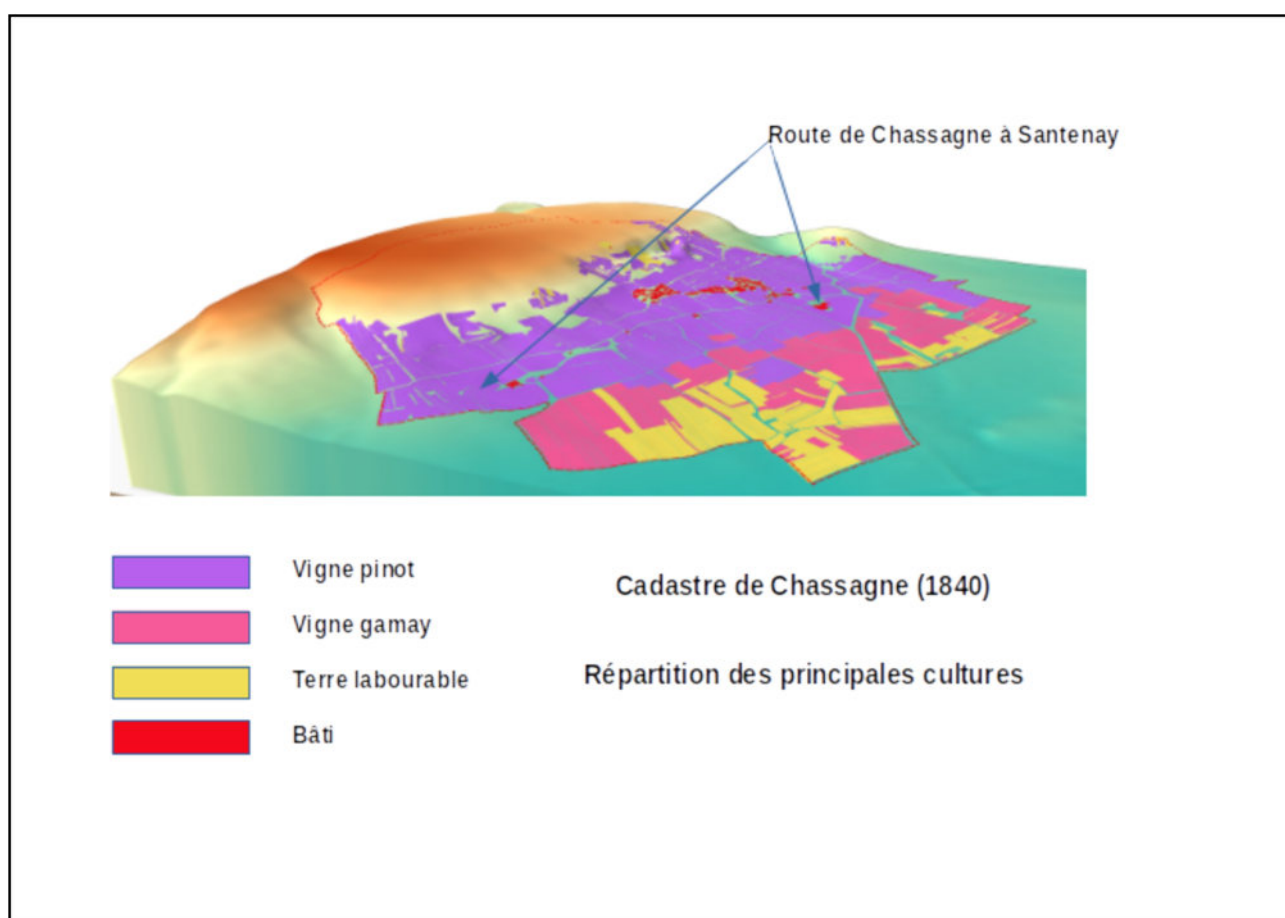 Route de Chassagne à Santenay
Vigne pinot
Vigne gamay
Terre labourable
Bâti
Cadastre de Chassagne (1840)
Répartition des principales cultures